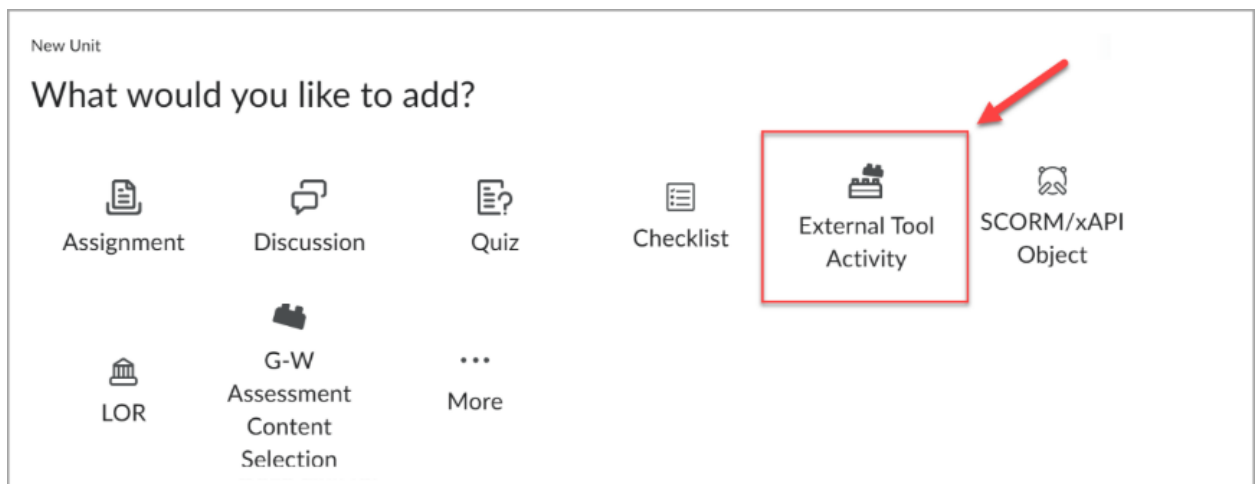 New Unit
What would you like to add?
Assignment
Discussion
Quiz
Checklist
External Tool
Activity
SCORM/xAPI
Object
LOR
G-W
Assessment
Content
Selection
More